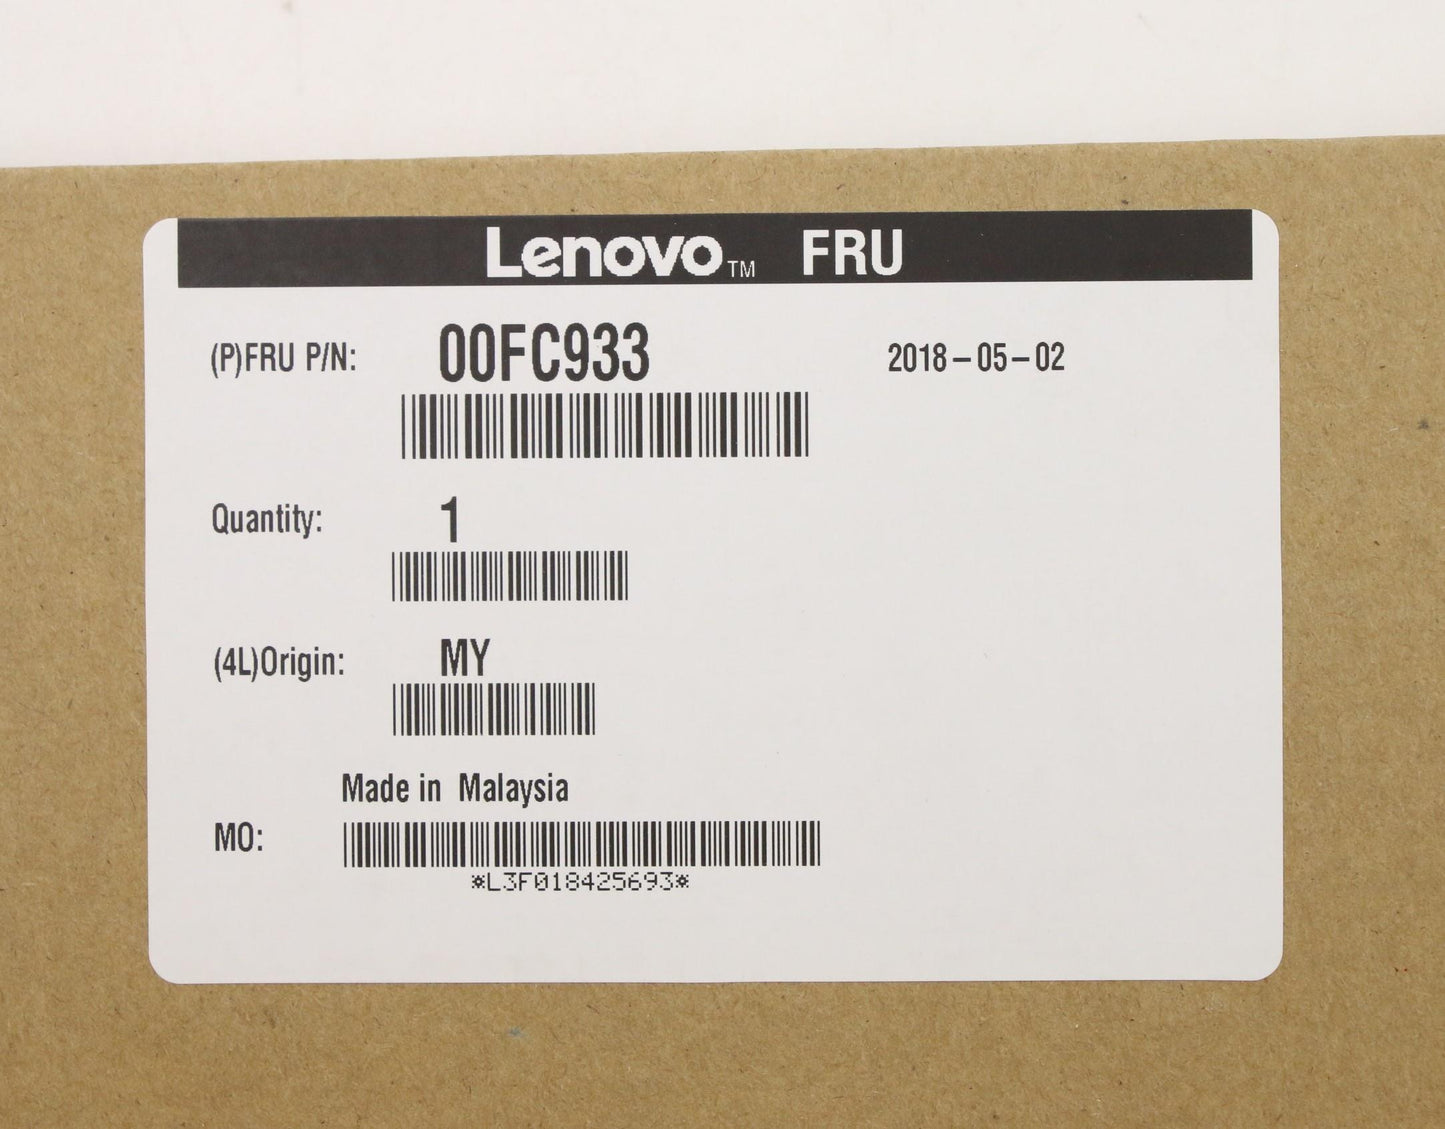 Lenovo™ FRU
(P)FRU P/N: 00FC933 2018-05-02
Quantity: 1
(4L)Origin: MY
Made in Malaysia
MO:
*L3F018425693*